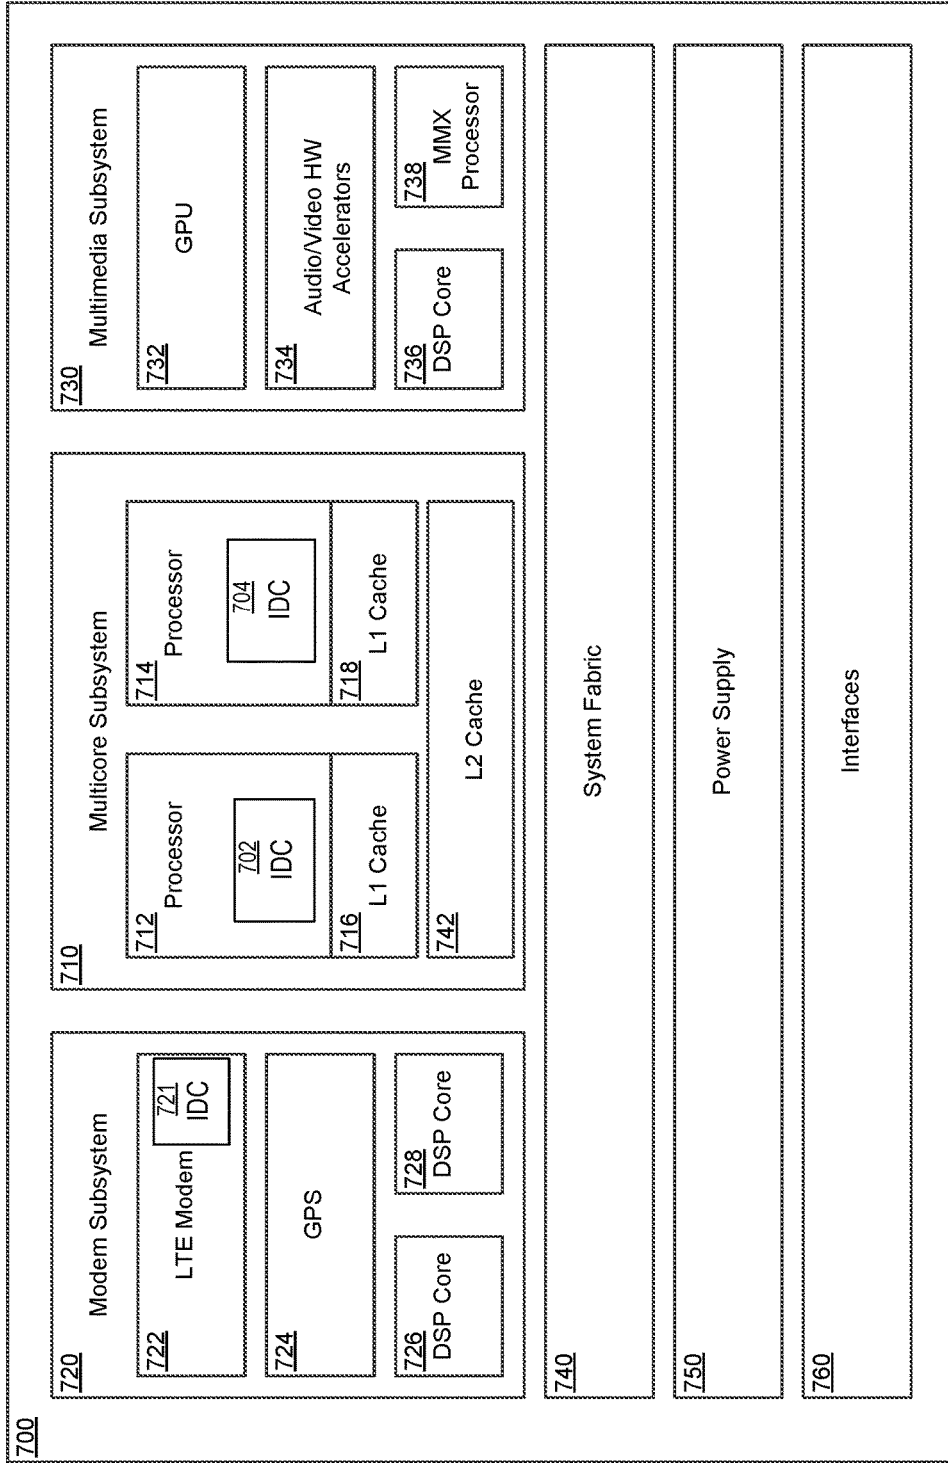 700
720
Modem Subsystem
722
LTE Modem
721
IDC
724
GPS
726
DSP Core
728
DSP Core
710
Multicore Subsystem
712
Processor
702
IDC
716
L1 Cache
714
Processor
704
IDC
718
L1 Cache
742
L2 Cache
730
Multimedia Subsystem
732
GPU
734
Audio/Video HW
Accelerators
736
DSP Core
738
MMX
Processor
740
System Fabric
750
Power Supply
760
Interfaces